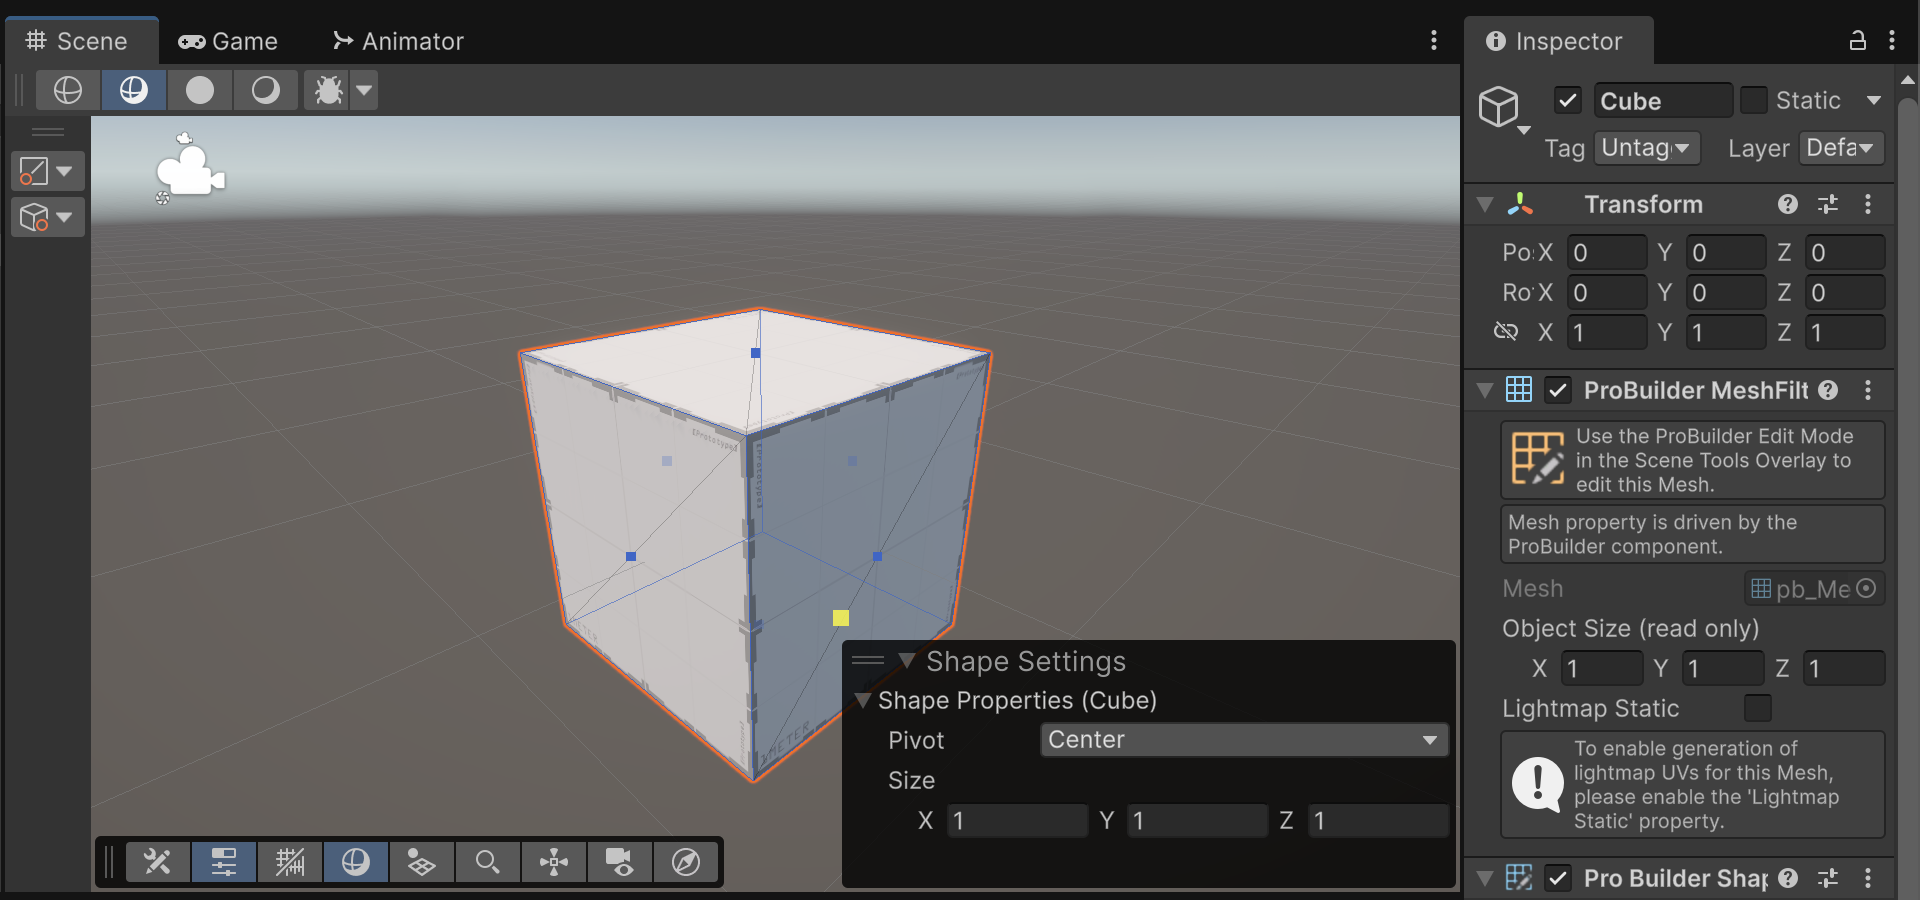 Scene
Game
Animator
Inspector
Cube
Static
Tag
Untag
Layer
Defa
Transform
Po
X 0 Y 0 Z 0
Ro
X 0 Y 0 Z 0
X 1 Y 1 Z 1
ProBuilder MeshFilt
Use the ProBuilder Edit Mode
in the Scene Tools Overlay to
edit this Mesh.
Mesh property is driven by the
ProBuilder component.
Mesh
pb_Me
Object Size (read only)
X 1 Y 1 Z 1
Lightmap Static
To enable generation of
lightmap UVs for this Mesh,
please enable the 'Lightmap
Static' property.
Pro Builder Shap
Shape Settings
Shape Properties (Cube)
Pivot
Center
Size
X 1 Y 1 Z 1
METER